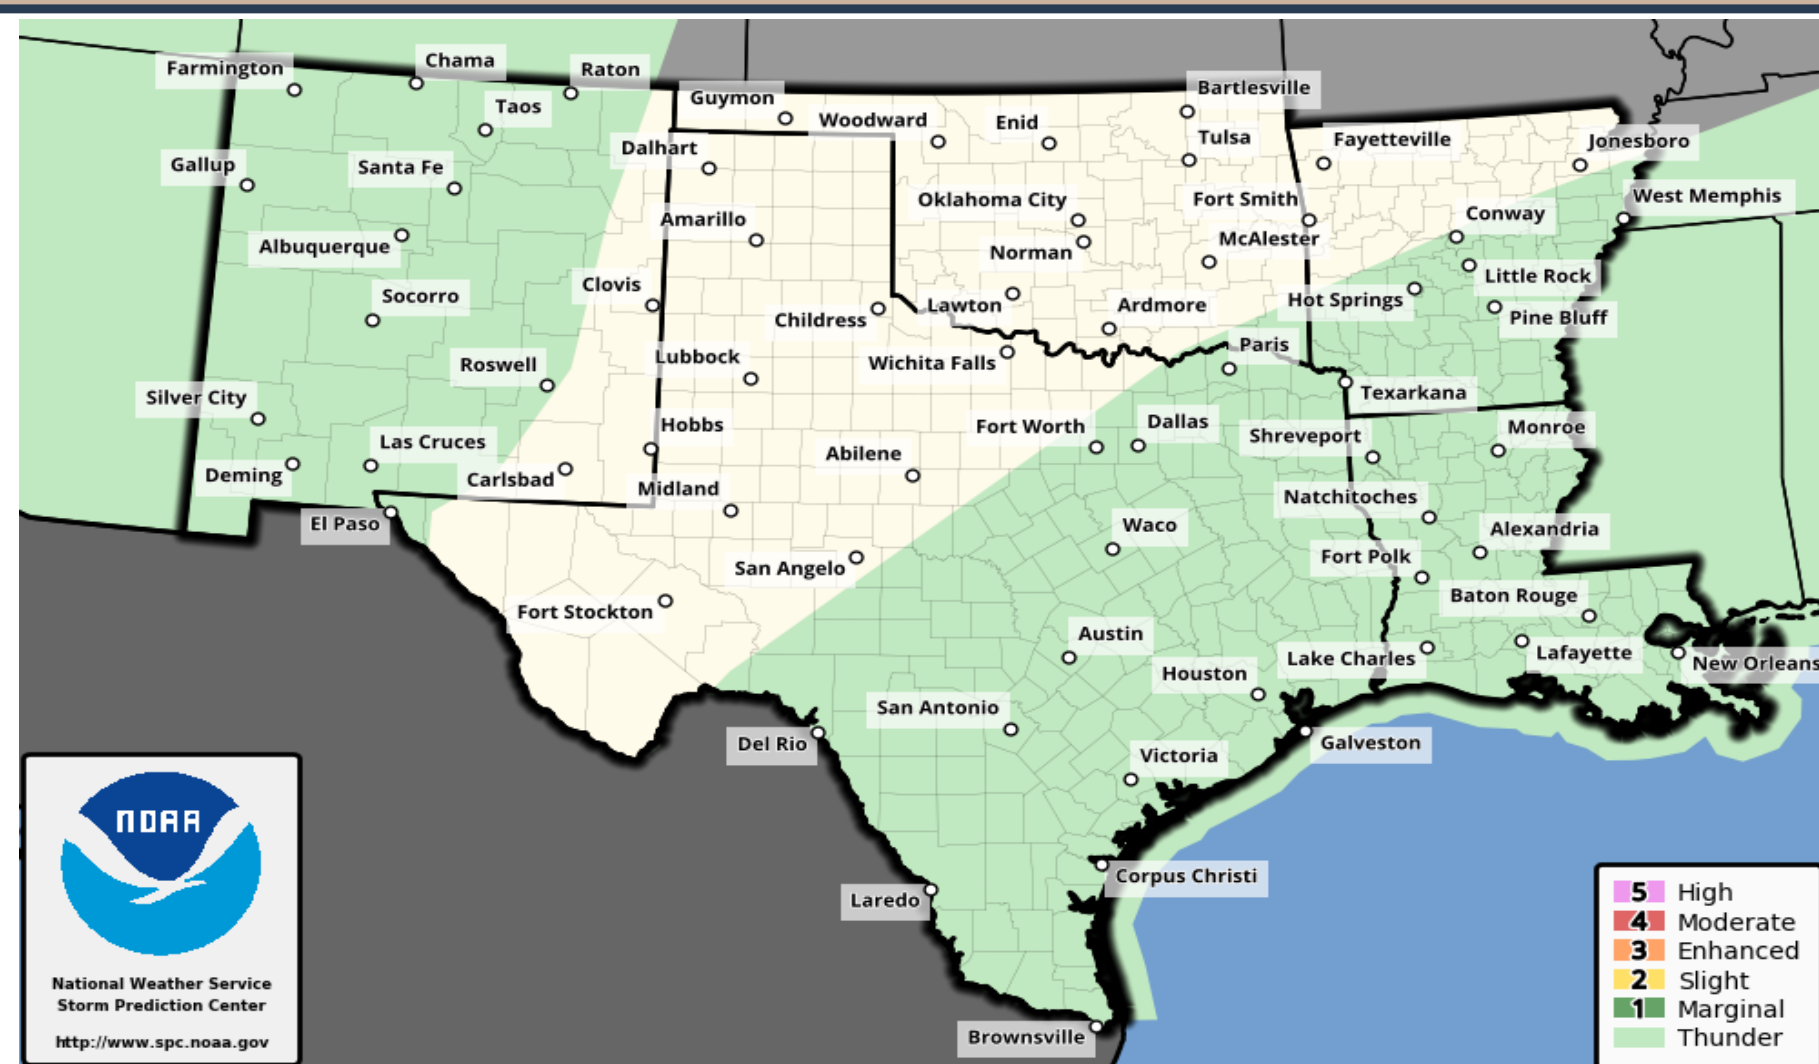 Farmington
Chama
Raton
Guymon
Bartlesville
Taos
Woodward
Enid
Tulsa
Fayetteville
Jonesboro
Gallup
Santa Fe
Dalhart
Oklahoma City
Fort Smith
West Memphis
Conway
Albuquerque
Amarillo
Norman
McAlester
Little Rock
Socorro
Clovis
Childress
Lawton
Ardmore
Hot Springs
Pine Bluff
Roswell
Lubbock
Wichita Falls
Paris
Texarkana
Silver City
Las Cruces
Hobbs
Fort Worth
Dallas
Shreveport
Monroe
Deming
Carlsbad
Midland
Abilene
Natchitoches
El Paso
Waco
Alexandria
San Angelo
Fort Polk
Fort Stockton
Baton Rouge
Austin
Lake Charles
Lafayette
New Orleans
Houston
San Antonio
Del Rio
Victoria
Galveston
Laredo
Corpus Christi
Brownsville
NOAA
National Weather Service
Storm Prediction Center
http://www.spc.noaa.gov
5 High
4 Moderate
3 Enhanced
2 Slight
1 Marginal
Thunder